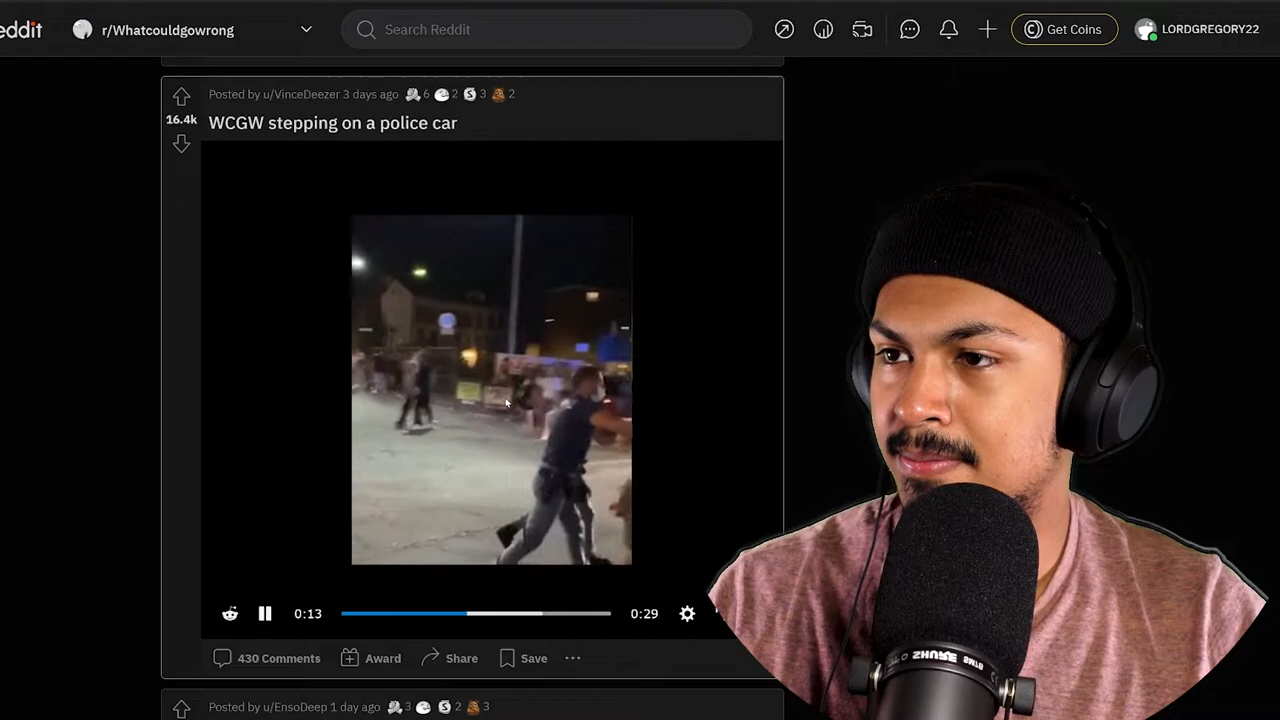 eddit
r/Whatcouldgowrong
Search Reddit
Get Coins
LORDGREGORY22
Posted by u/VinceDeezer 3 days ago 6 2 3 2
16.4k
WCGW stepping on a police car
0:13
0:29
430 Comments
Award
Share
Save
Posted by u/EnsoDeep 1 day ago 3 2 3
SHURE